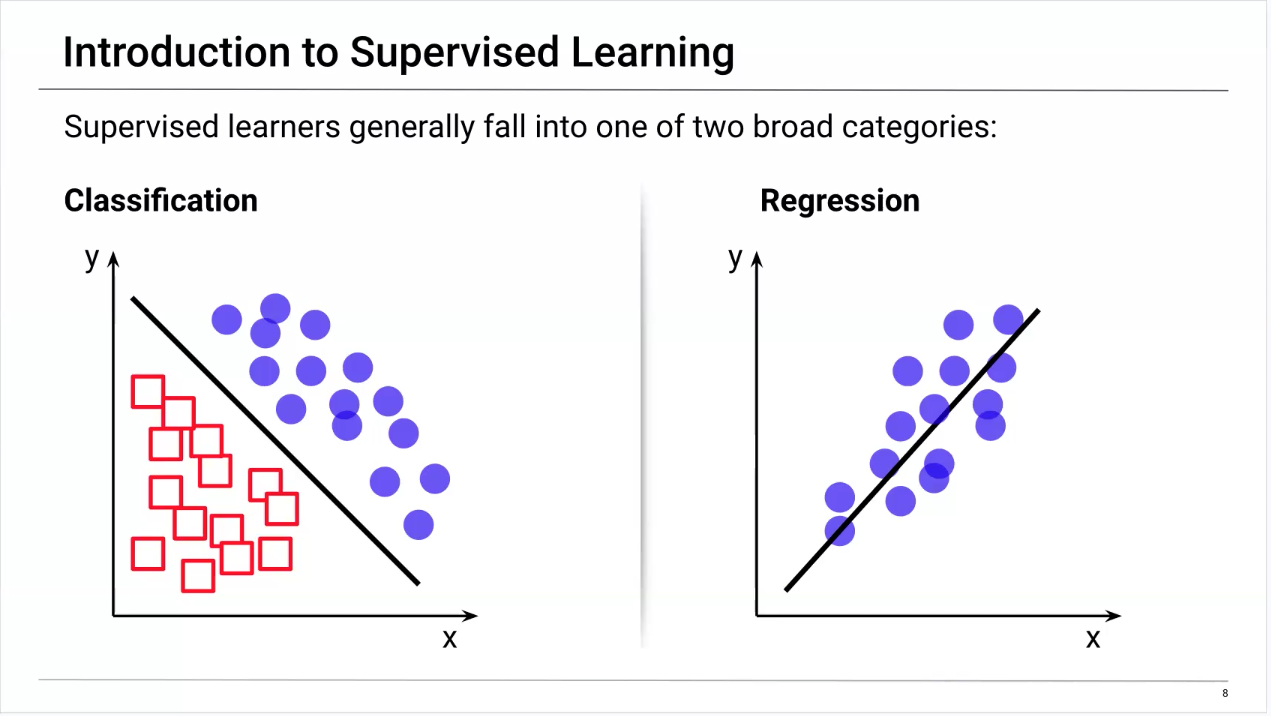 Introduction to Supervised Learning
Supervised learners generally fall into one of two broad categories:
Classification
y
x
Regression
y
x
8